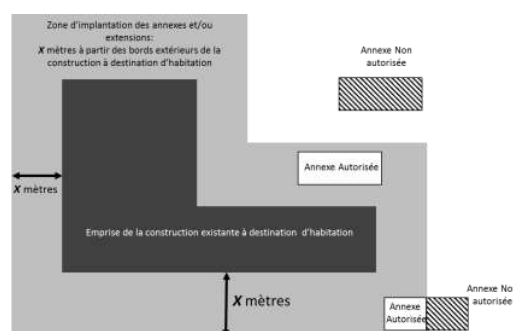 Zone d'implantation des annexes et/ou
extensions:
X mètres à partir des bords extérieurs de la
construction à destination d'habitation
Annexe Non
autorisée
Annexe Autorisée
X mètres
Emprise de la construction existante à destination d'habitation
X mètres
Annexe
Autorisée
Annexe No
autorisée